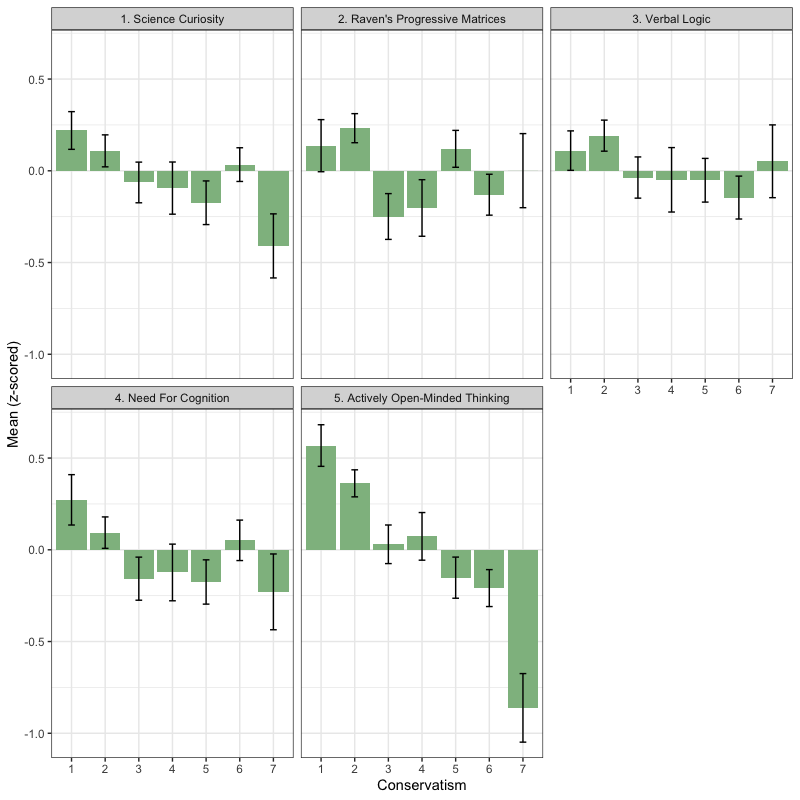 1. Science Curiosity
2. Raven's Progressive Matrices
3. Verbal Logic
0.5
0.0
-0.5
-1.0
1 2 3 4 5 6 7
Mean (z-scored)
4. Need For Cognition
5. Actively Open-Minded Thinking
0.5
0.0
-0.5
-1.0
1 2 3 4 5 6 7
1 2 3 4 5 6 7
Conservatism